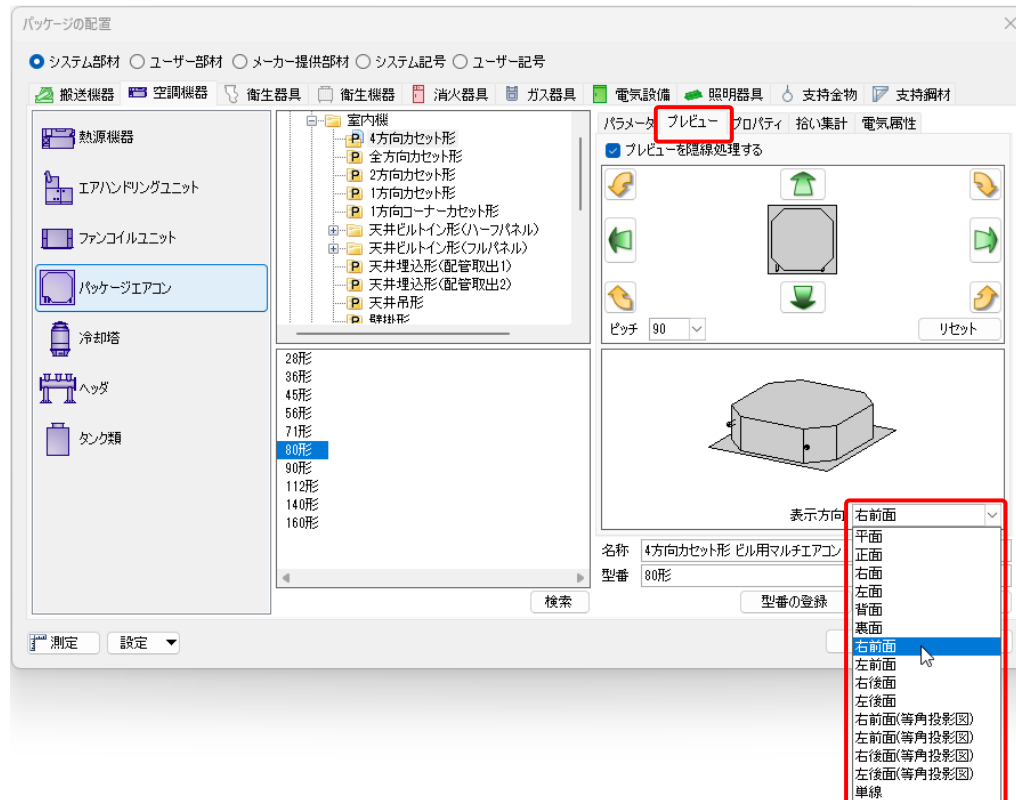 パッケージの配置
システム部材 ユーザー部材 メーカー提供部材 システム記号 ユーザー記号
搬送機器 空調機器 衛生器具 衛生機器 消火器具 ガス器具 電気設備 照明器具 支持金物 支持鋼材
熱源機器
エアハンドリングユニット
ファンコイルユニット
パッケージエアコン
冷却塔
ヘッダ
タンク類
室内機
4方向カセット形
全方向カセット形
2方向カセット形
1方向カセット形
1方向コーナーカセット形
天井ビルトイン形(ハーフパネル)
天井ビルトイン形(フルパネル)
天井埋込形(配管取出1)
天井埋込形(配管取出2)
天井吊形
壁掛形
28形
36形
45形
56形
71形
80形
90形
112形
140形
160形
検索
パラメータ プレビュー プロパティ 拾い集計 電気属性
プレビューを隠線処理する
ピッチ 90 リセット
表示方向 右前面
名称 4方向カセット形 ビル用マルチエアコン
型番 80形
型番の登録
平面
正面
右面
左面
背面
裏面
右前面
左前面
右後面
左後面
右前面(等角投影図)
左前面(等角投影図)
右後面(等角投影図)
左後面(等角投影図)
単線
測定 設定